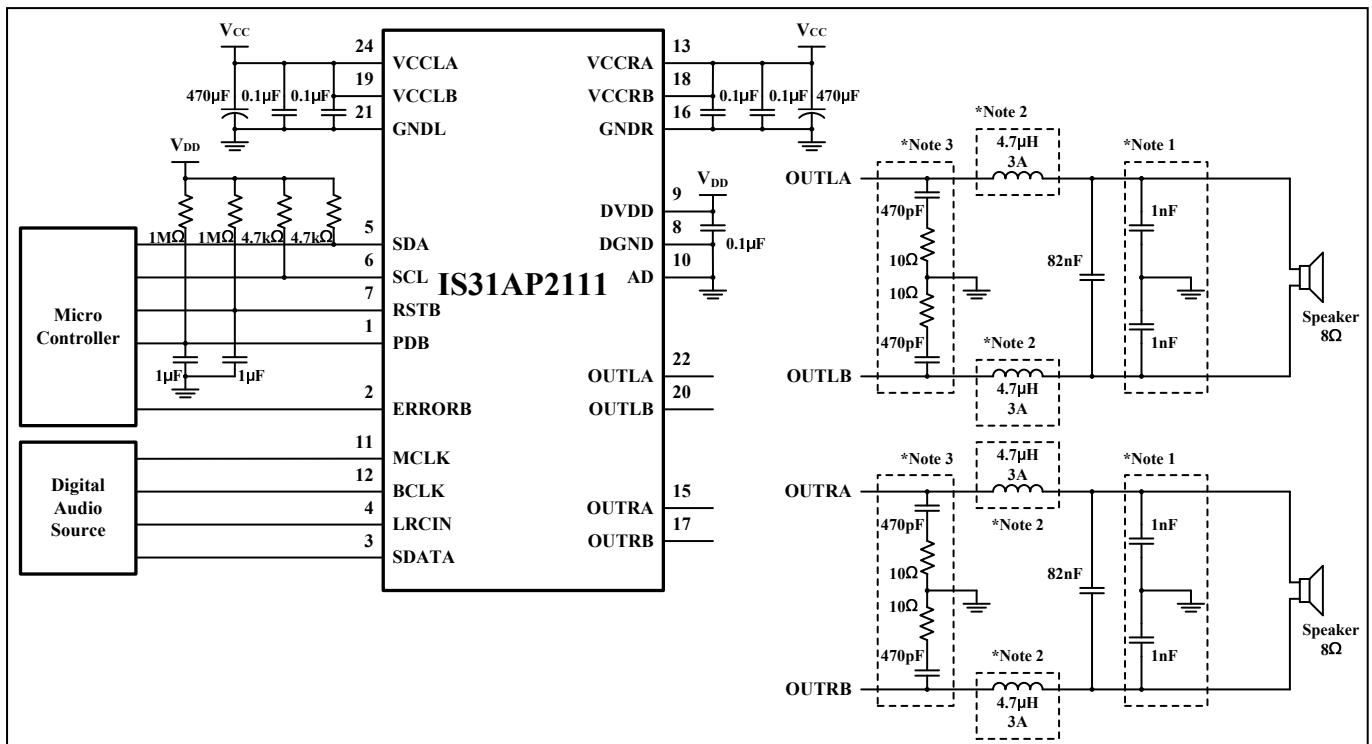 VCC
24
VCCLA
19
VCCLB
21
GNDL
470µF
0.1µF
0.1µF
VDD
1MΩ
1MΩ
4.7kΩ
4.7kΩ
5
SDA
6
SCL
7
RSTB
1
PDB
1µF
1µF
2
ERRORB
11
MCLK
12
BCLK
4
LRCIN
3
SDATA
Micro
Controller
Digital
Audio
Source
IS31AP2111
VCC
13
VCCRA
18
VCCRB
16
GNDR
0.1µF
0.1µF
470µF
VDD
9
DVDD
8
DGND
0.1µF
10
AD
22
OUTLA
20
OUTLB
15
OUTRA
17
OUTRB
*Note 3
*Note 2
4.7µH
3A
*Note 1
OUTLA
470pF
10Ω
10Ω
470pF
82nF
1nF
1nF
Speaker
8Ω
OUTLB
*Note 2
4.7µH
3A
*Note 3
4.7µH
3A
*Note 2
*Note 1
OUTRA
470pF
10Ω
10Ω
470pF
82nF
1nF
1nF
Speaker
8Ω
OUTRB
*Note 2
4.7µH
3A